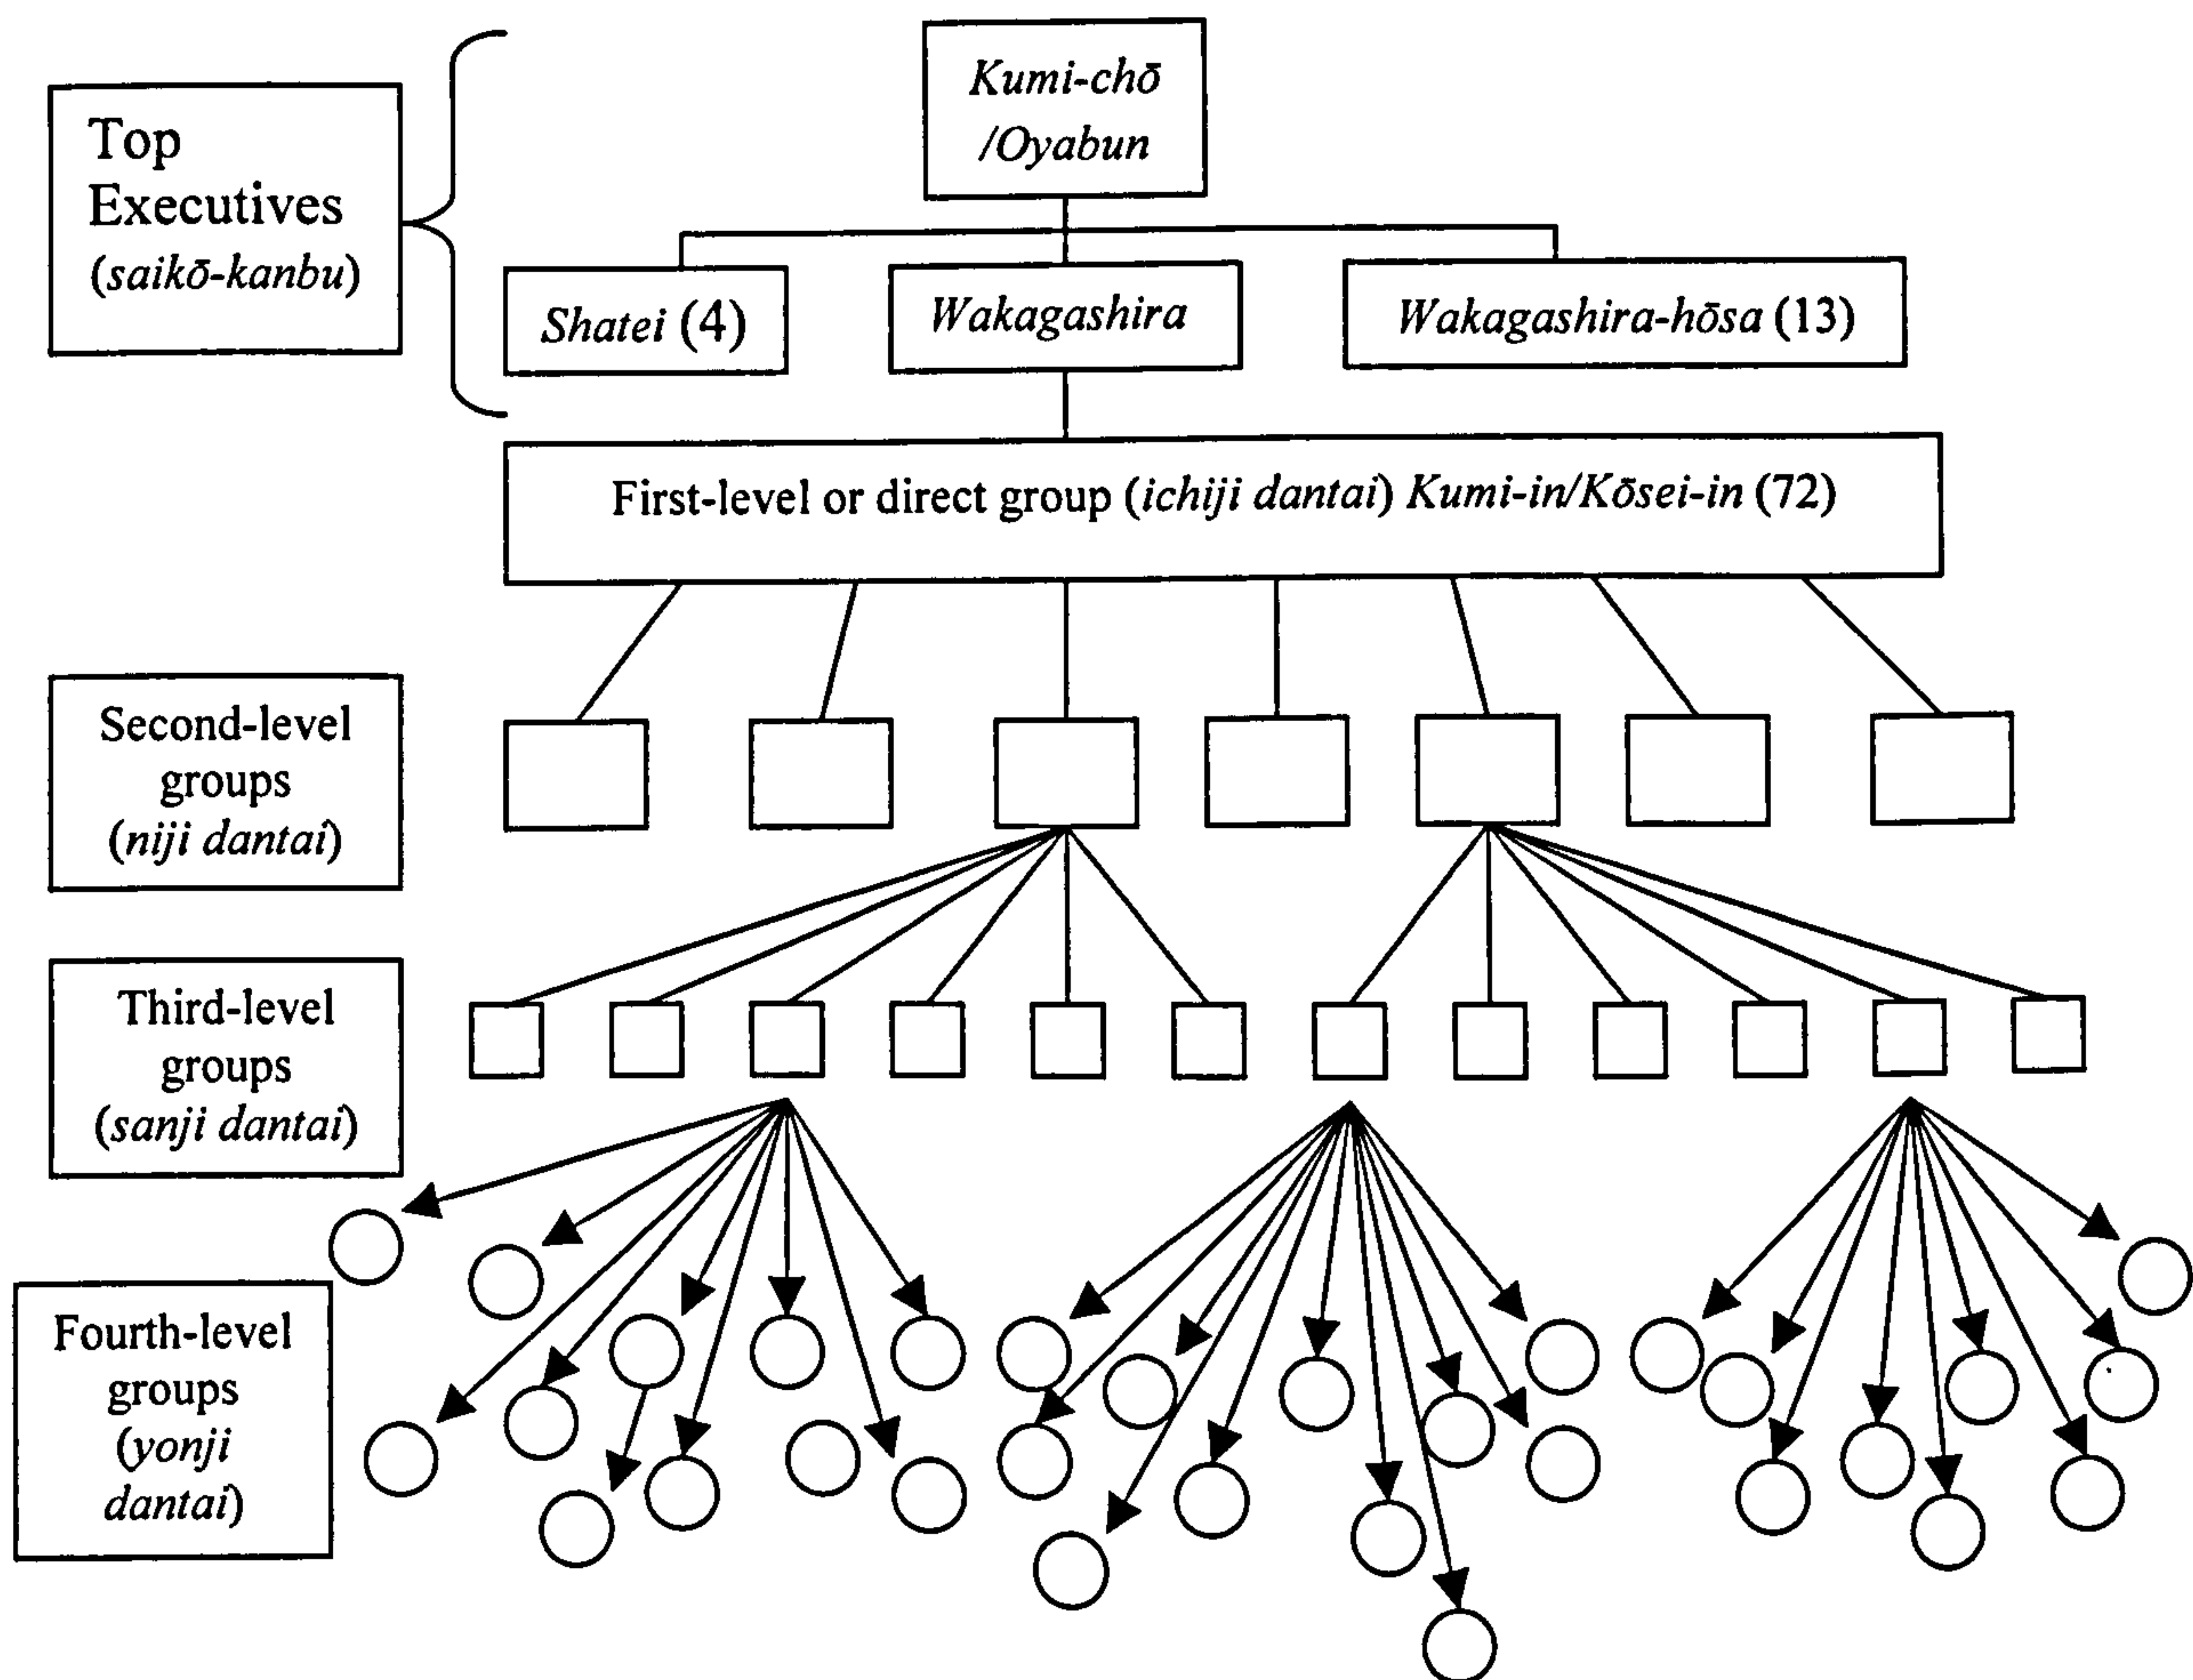 Kumi-chō
/Oyabun
Top
Executives
(saikō-kanbu)
Shatei (4)
Wakagashira
Wakagashira-hōsa (13)
First-level or direct group (ichiji dantai) Kumi-in/Kōsei-in (72)
Second-level
groups
(niji dantai)
Third-level
groups
(sanji dantai)
Fourth-level
groups
(yonji
dantai)